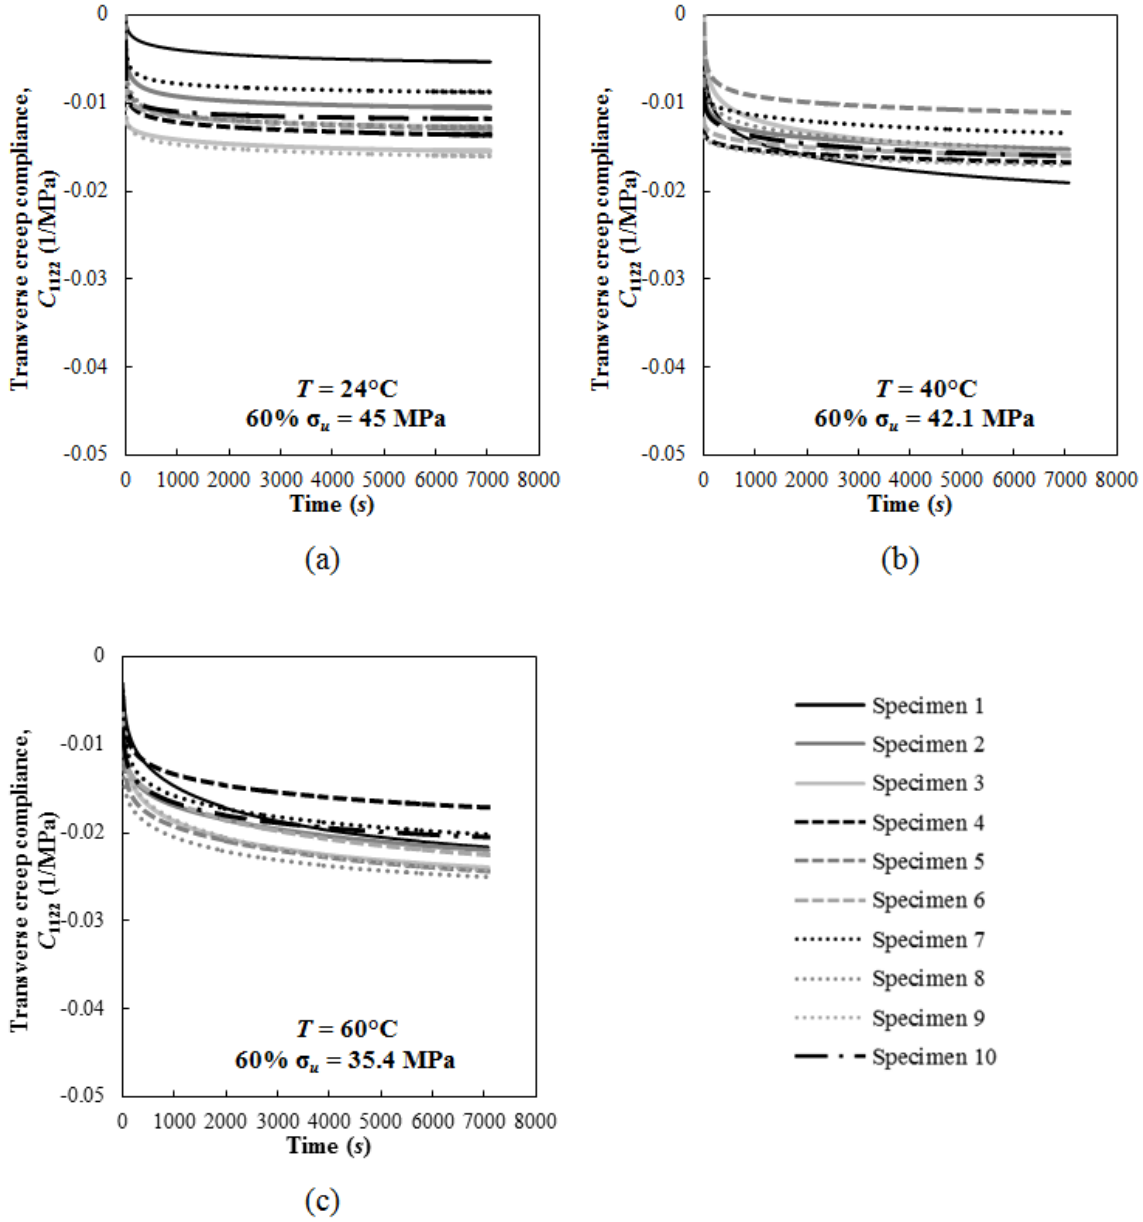 Transverse creep compliance,
C1122 (1/MPa)
0
-0.01
-0.02
-0.03
-0.04
-0.05
T = 24°C
60% σu = 45 MPa
0 1000 2000 3000 4000 5000 6000 7000 8000
Time (s)
(a)
Transverse creep compliance,
C1122 (1/MPa)
0
-0.01
-0.02
-0.03
-0.04
-0.05
T = 40°C
60% σu = 42.1 MPa
0 1000 2000 3000 4000 5000 6000 7000 8000
Time (s)
(b)
Transverse creep compliance,
C1122 (1/MPa)
0
-0.01
-0.02
-0.03
-0.04
-0.05
T = 60°C
60% σu = 35.4 MPa
0 1000 2000 3000 4000 5000 6000 7000 8000
Time (s)
(c)
Specimen 1
Specimen 2
Specimen 3
Specimen 4
Specimen 5
Specimen 6
Specimen 7
Specimen 8
Specimen 9
Specimen 10